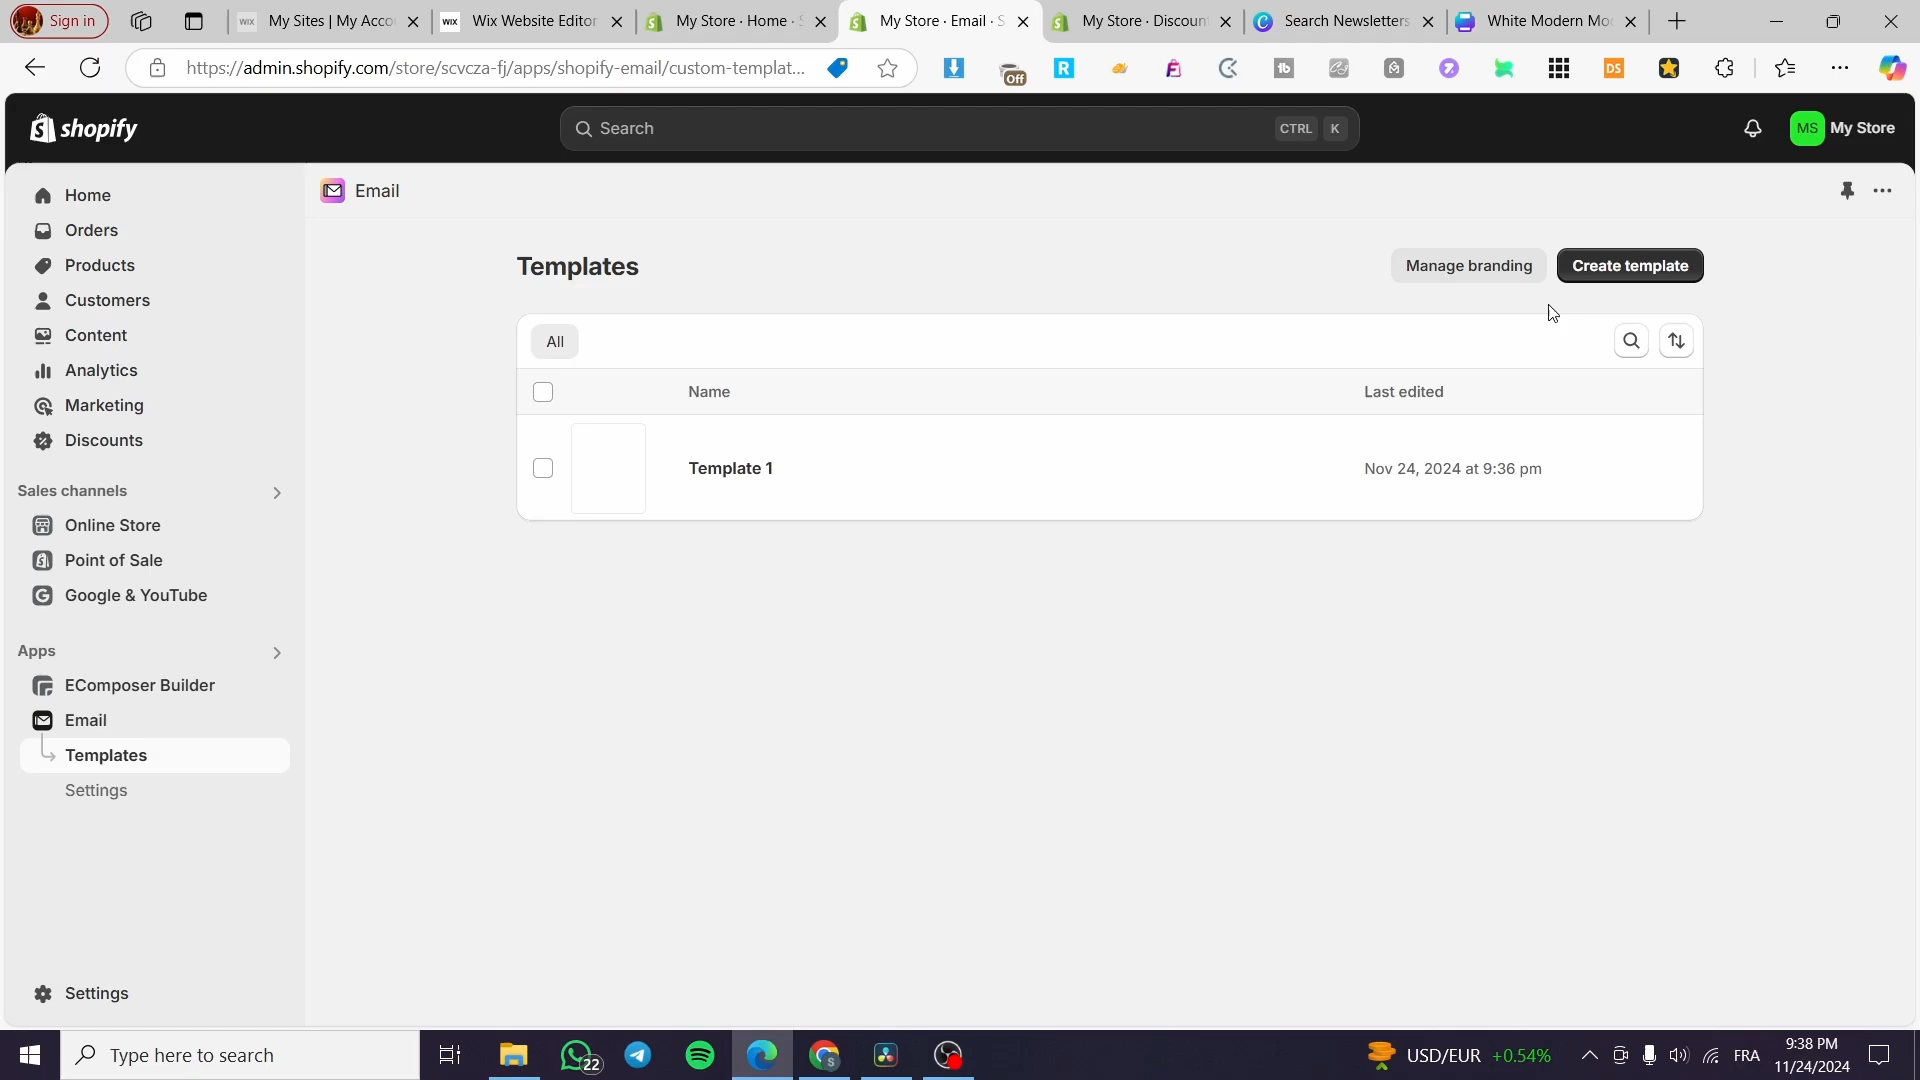 Sign in
My Sites | My Acco
Wix Website Editor
My Store · Home · S
My Store · Email · S
My Store · Discoun
Search Newsletters
White Modern Mo
https://admin.shopify.com/store/scvcza-fj/apps/shopify-email/custom-templat...
Off
shopify
Search
CTRL K
MS My Store
Home
Orders
Products
Customers
Content
Analytics
Marketing
Discounts
Sales channels
Online Store
Point of Sale
Google & YouTube
Apps
EComposer Builder
Email
Templates
Settings
Settings
Email
Templates
Manage branding
Create template
All
Name
Last edited
Template 1
Nov 24, 2024 at 9:36 pm
Type here to search
22
USD/EUR +0.54%
FRA
9:38 PM
11/24/2024